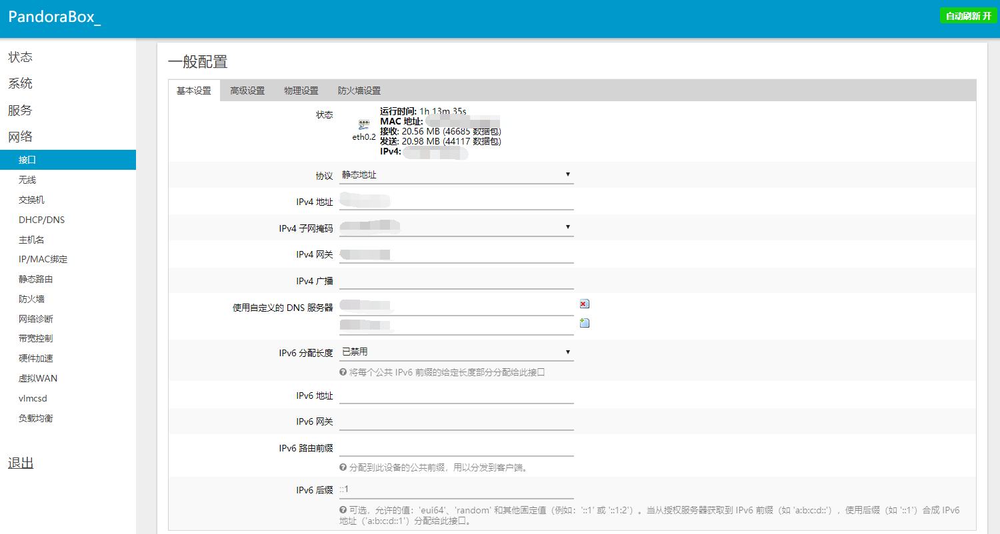 PandoraBox_
自动刷新 开
状态
系统
服务
网络
接口
无线
交换机
DHCP/DNS
主机名
IP/MAC绑定
静态路由
防火墙
网络诊断
带宽控制
硬件加速
虚拟WAN
vlmcsd
负载均衡
退出
一般配置
基本设置 高级设置 物理设置 防火墙设置
状态
eth0.2
运行时间: 1h 13m 35s
MAC 地址:
接收: 20.56 MB (46685 数据包)
发送: 20.98 MB (44117 数据包)
IPv4:
协议 静态地址
IPv4 地址
IPv4 子网掩码
IPv4 网关
IPv4 广播
使用自定义的 DNS 服务器
IPv6 分配长度 已禁用
将每个公共 IPv6 前缀的给定长度部分分配给此接口
IPv6 地址
IPv6 网关
IPv6 路由前缀
分配到此设备的公共前缀，用以分发到客户端。
IPv6 后缀 ::1
可选，允许的值：'eui64'、'random' 和其他固定值（例如：'::1' 或 '::1:2'）。当从授权服务器获取到 IPv6 前缀（如 'a:b:c:d::'），使用后缀（如 '::1'）合成 IPv6
地址（'a:b:c:d::1'）分配给此接口。